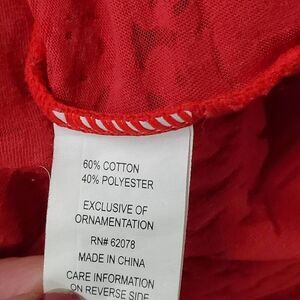 60% COTTON
40% POLYESTER
EXCLUSIVE OF
ORNAMENTATION
RN# 62078
MADE IN CHINA
CARE INFORMATION
ON REVERSE SIDE